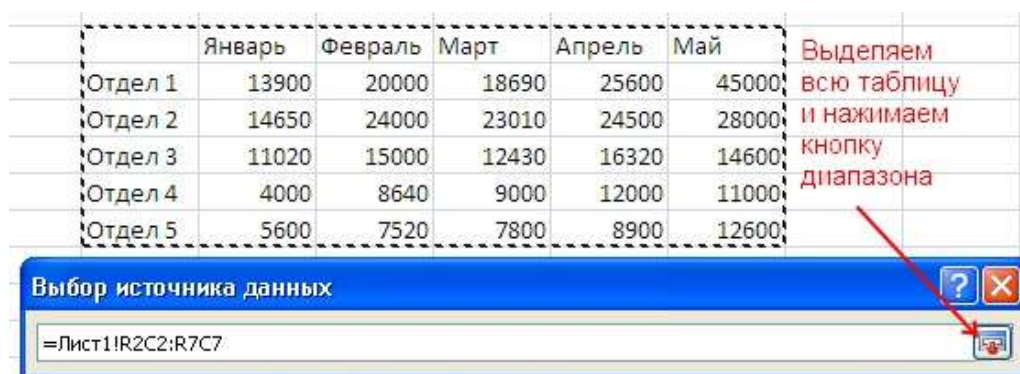 Январь Февраль Март Апрель Май
Отдел 1 13900 20000 18690 25600 45000
Отдел 2 14650 24000 23010 24500 28000
Отдел 3 11020 15000 12430 16320 14600
Отдел 4 4000 8640 9000 12000 11000
Отдел 5 5600 7520 7800 8900 12600
Выделяем
всю таблицу
и нажимаем
кнопку
диапазона
Выбор источника данных
=Лист1!R2C2:R7C7